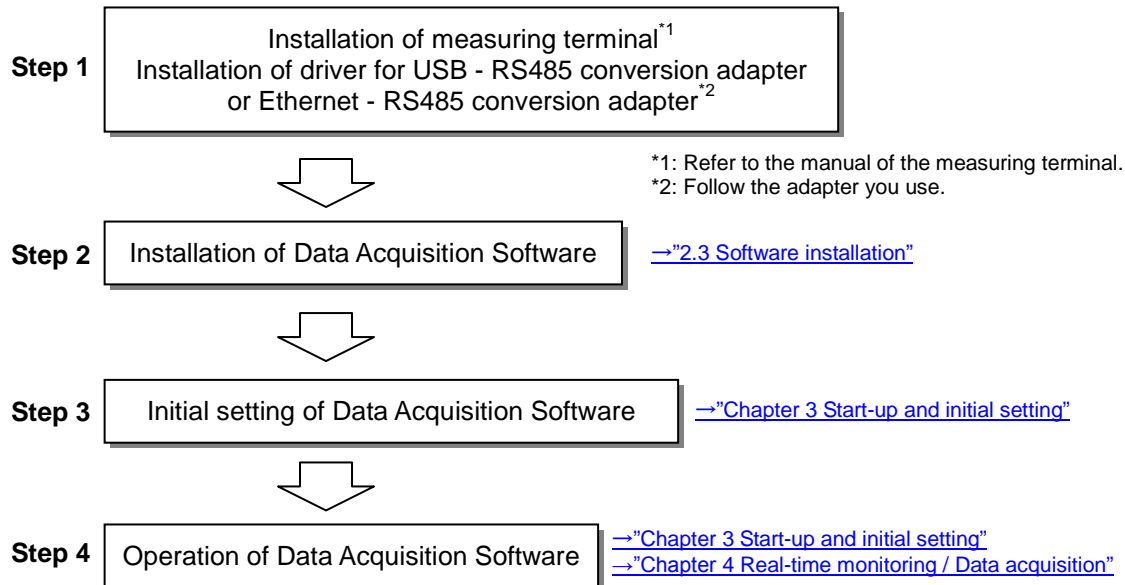 Step 1
Installation of measuring terminal*1
Installation of driver for USB - RS485 conversion adapter
or Ethernet - RS485 conversion adapter*2
*1: Refer to the manual of the measuring terminal.
*2: Follow the adapter you use.
Step 2
Installation of Data Acquisition Software
→"2.3 Software installation"
Step 3
Initial setting of Data Acquisition Software
→"Chapter 3 Start-up and initial setting"
Step 4
Operation of Data Acquisition Software
→"Chapter 3 Start-up and initial setting"
→"Chapter 4 Real-time monitoring / Data acquisition"